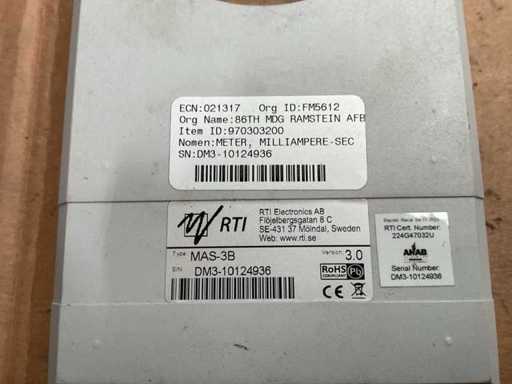 ECN:021317 Org ID:FM5612
Org Name:86TH MDG RAMSTEIN AFB
Item ID:970303200
Nomen:METER, MILLIAMPERE-SEC
SN:DM3-10124936
RTI
RTI Electronics AB
Flöjelbergsgatan 8 C
SE-431 37 Mölndal, Sweden
Web: www.rti.se
Type MAS-3B Version: 3.0
S/N DM3-10124936
RoHS
COMPLIANT
Pb
CE
RTI Cert. Number:
224G47032U
ANAB
Serial Number:
DM3-10124936